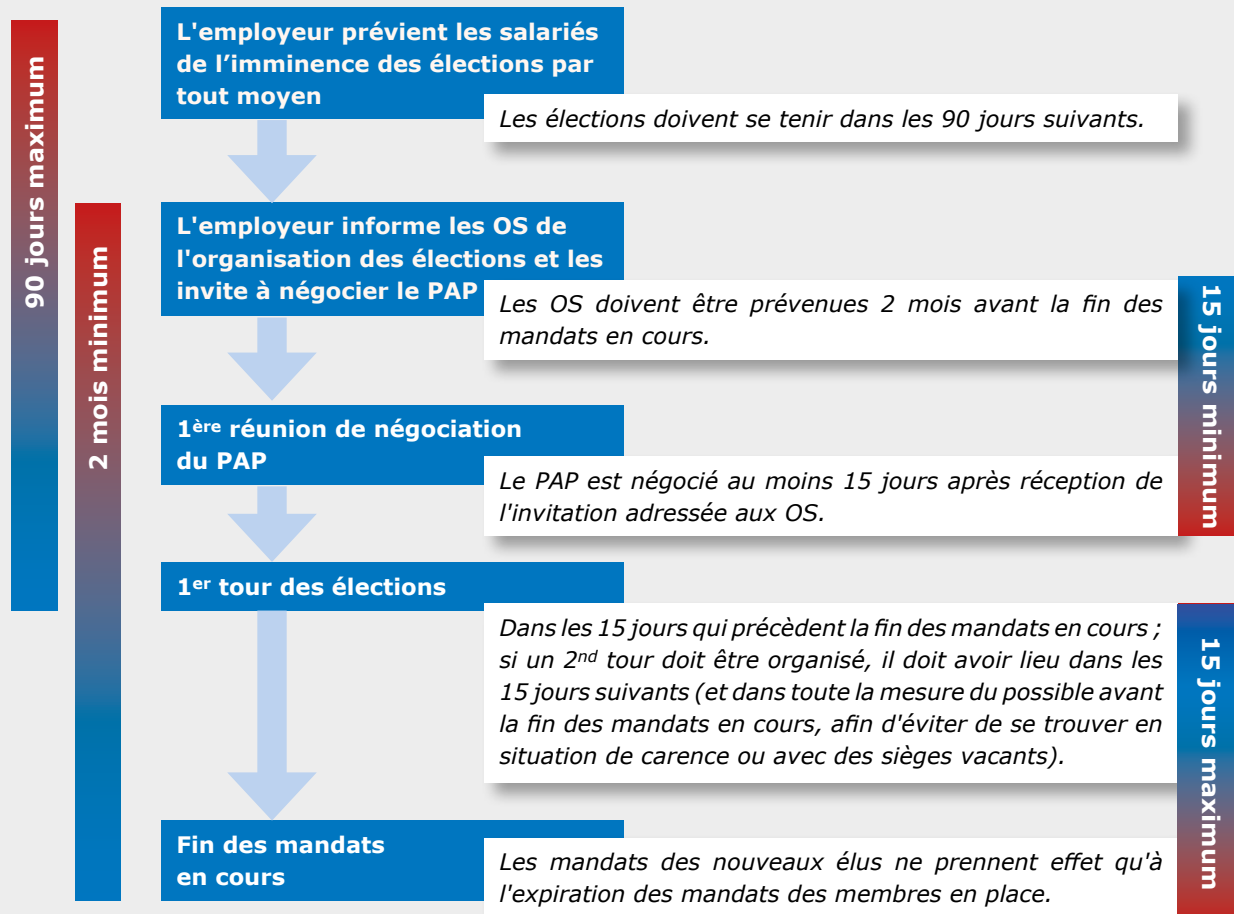 L'employeur prévient les salariés
de l’imminence des élections par
tout moyen
Les élections doivent se tenir dans les 90 jours suivants.
90 jours maximum
L'employeur informe les OS de
l'organisation des élections et les
invite à négocier le PAP
Les OS doivent être prévenues 2 mois avant la fin des
mandats en cours.
2 mois minimum
15 jours minimum
1ère réunion de négociation
du PAP
Le PAP est négocié au moins 15 jours après réception de
l'invitation adressée aux OS.
1er tour des élections
Dans les 15 jours qui précèdent la fin des mandats en cours ;
si un 2nd tour doit être organisé, il doit avoir lieu dans les
15 jours suivants (et dans toute la mesure du possible avant
la fin des mandats en cours, afin d'éviter de se trouver en
situation de carence ou avec des sièges vacants).
15 jours maximum
Fin des mandats
en cours
Les mandats des nouveaux élus ne prennent effet qu'à
l'expiration des mandats des membres en place.